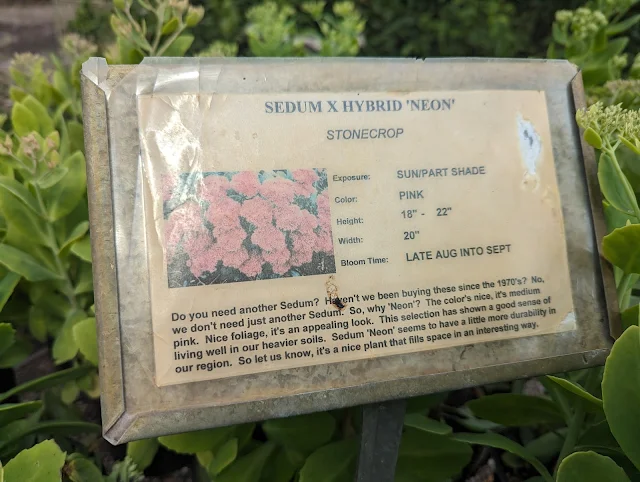 SEDUM X HYBRID 'NEON'
STONECROP
Exposure: SUN/PART SHADE
Color: PINK
Height: 18" - 22"
Width: 20"
Bloom Time: LATE AUG INTO SEPT
Do you need another Sedum? Haven't we been buying these since the 1970's? No,
we don't need just another Sedum. So, why 'Neon'? The color's nice, it's medium
pink. Nice foliage, it's an appealing look. This selection has shown a good sense of
living well in our heavier soils. Sedum 'Neon' seems to have a little more durability in
our region. So let us know, it's a nice plant that fills space in an interesting way.